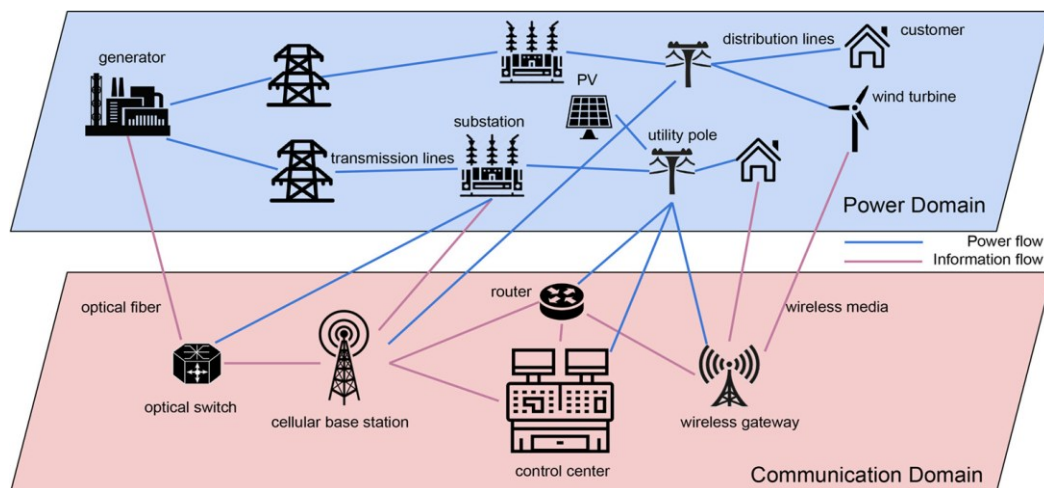 distribution lines
customer
generator
PV
wind turbine
substation
utility pole
transmission lines
Power Domain
Power flow
Information flow
optical fiber
router
wireless media
optical switch
cellular base station
wireless gateway
control center
Communication Domain